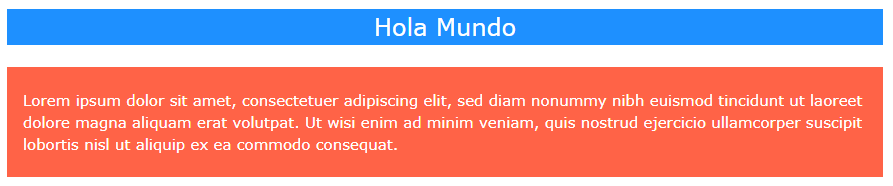 Hola Mundo
Lorem ipsum dolor sit amet, consectetuer adipiscing elit, sed diam nonummy nibh euismod tincidunt ut laoreet
dolore magna aliquam erat volutpat. Ut wisi enim ad minim veniam, quis nostrud ejercicio ullamcorper suscipit
lobortis nisl ut aliquip ex ea commodo consequat.